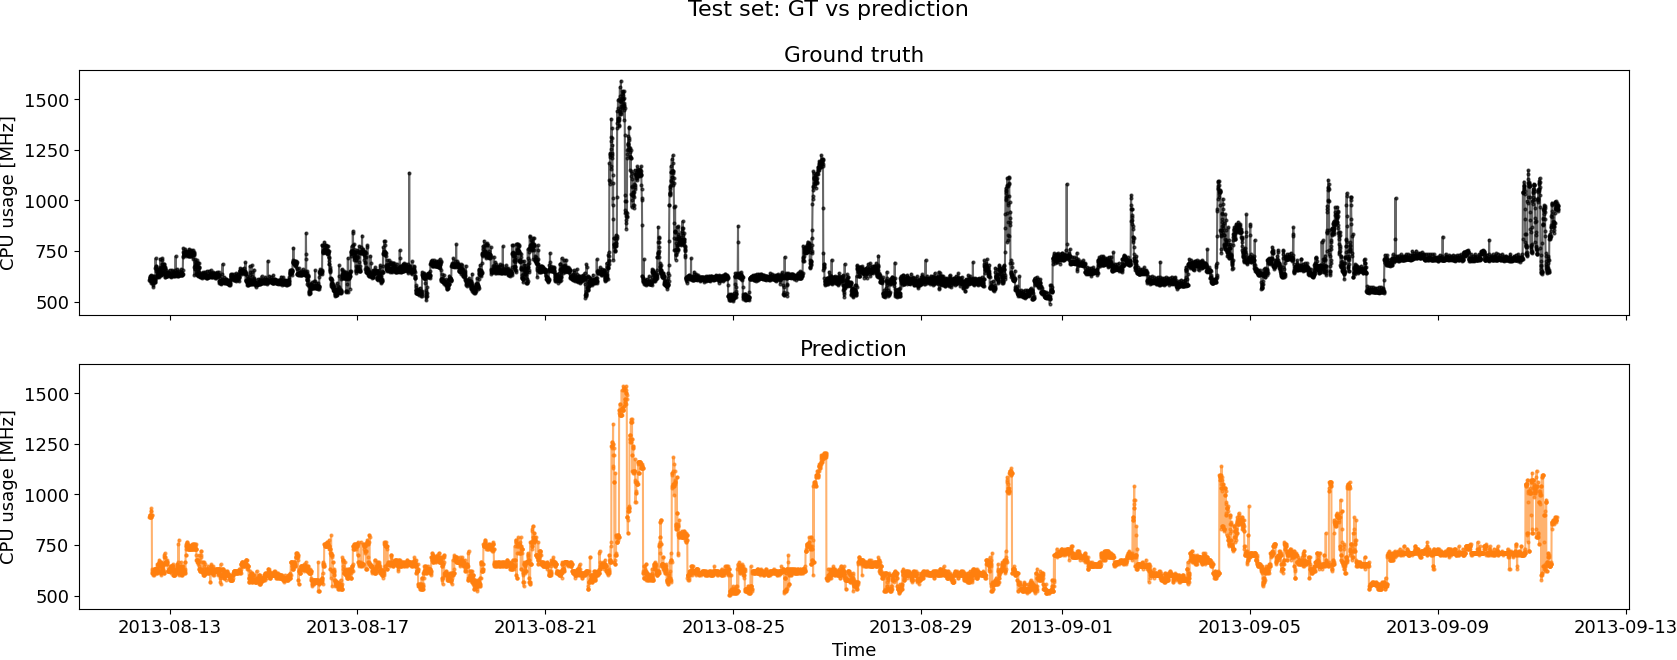 Test set: GT vs prediction
Ground truth
CPU usage [MHz]
1500
1250
1000
750
500
Prediction
CPU usage [MHz]
1500
1250
1000
750
500
2013-08-13 2013-08-17 2013-08-21 2013-08-25 2013-08-29 2013-09-01 2013-09-05 2013-09-09 2013-09-13
Time